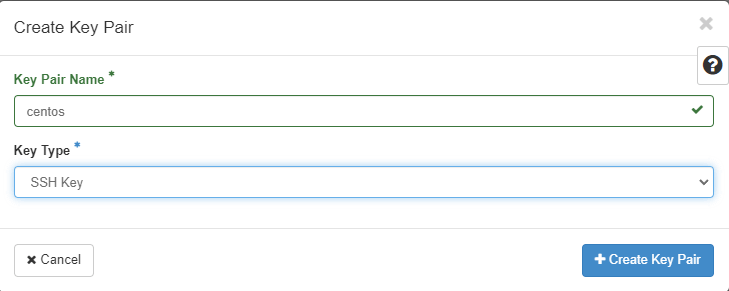 Create Key Pair
Key Pair Name *
centos
Key Type *
SSH Key
Cancel
Create Key Pair